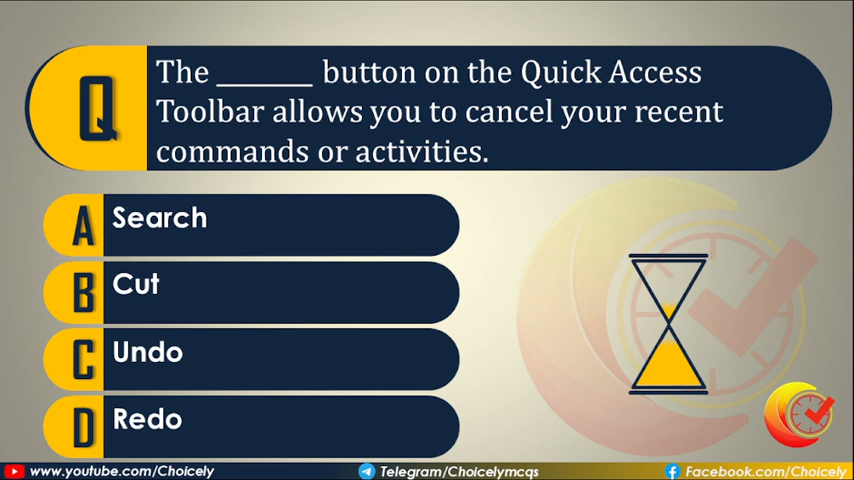 Q
The ________ button on the Quick Access
Toolbar allows you to cancel your recent
commands or activities.
A Search
B Cut
C Undo
D Redo
www.youtube.com/Choicely Telegram/Choicelymcqs Facebook.com/Choicely